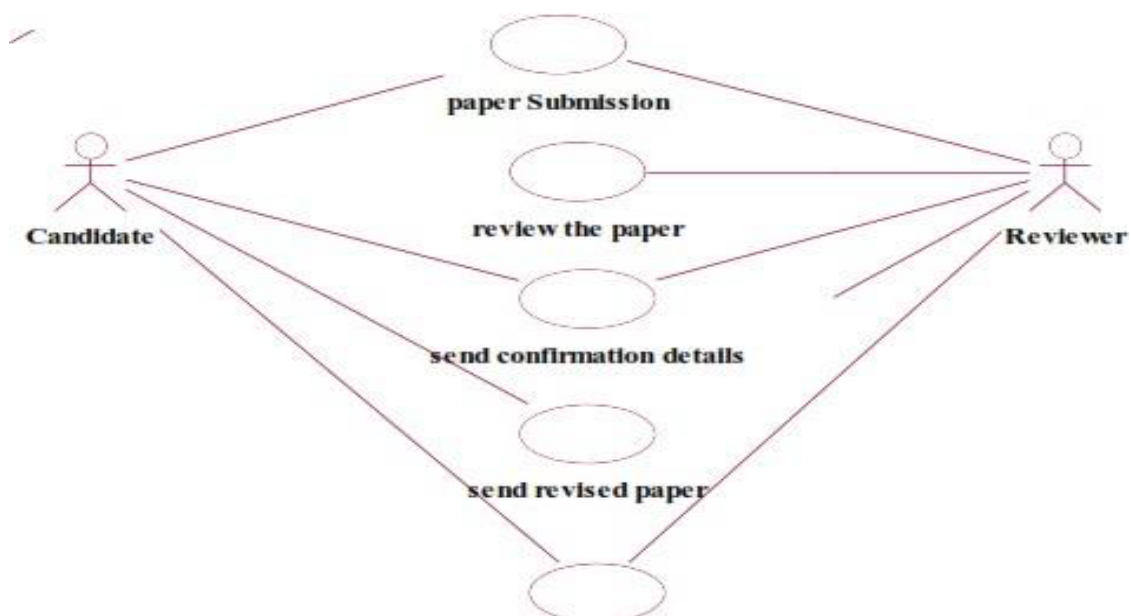 paper Submission
Candidate
review the paper
Reviewer
send confirmation details
send revised paper